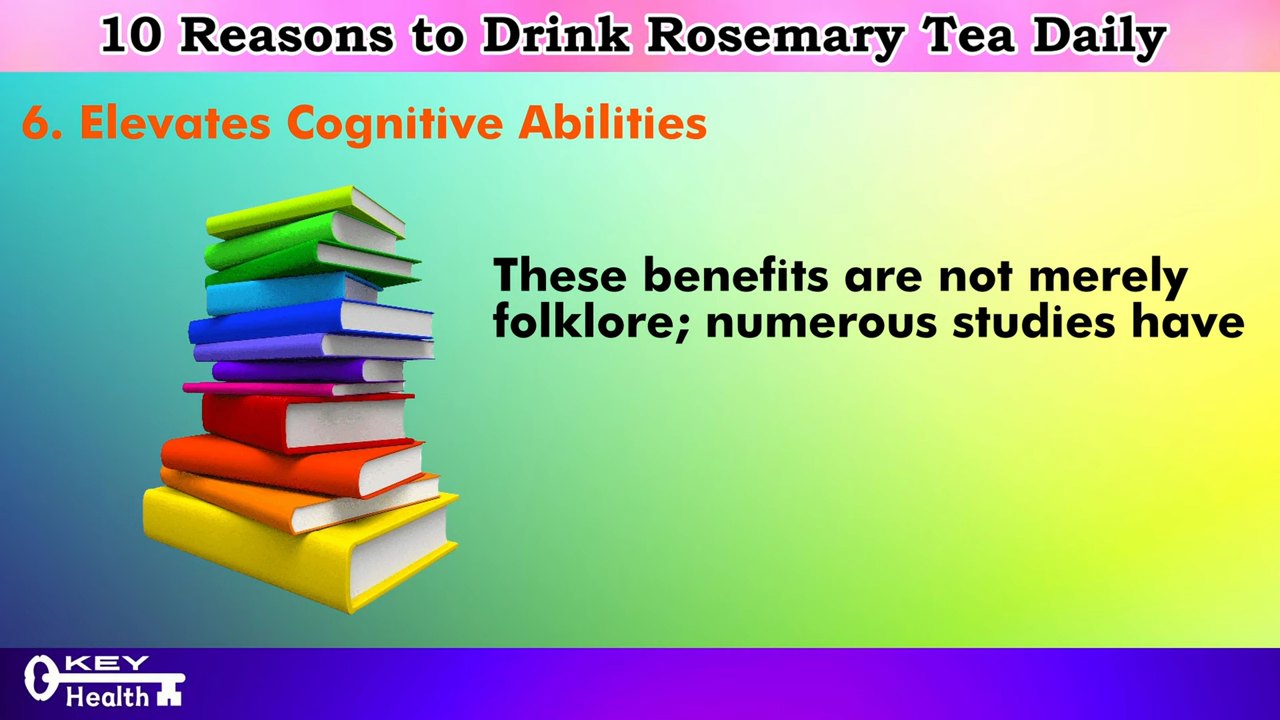 10 Reasons to Drink Rosemary Tea Daily
6. Elevates Cognitive Abilities
These benefits are not merely
folklore; numerous studies have
KEY
Health